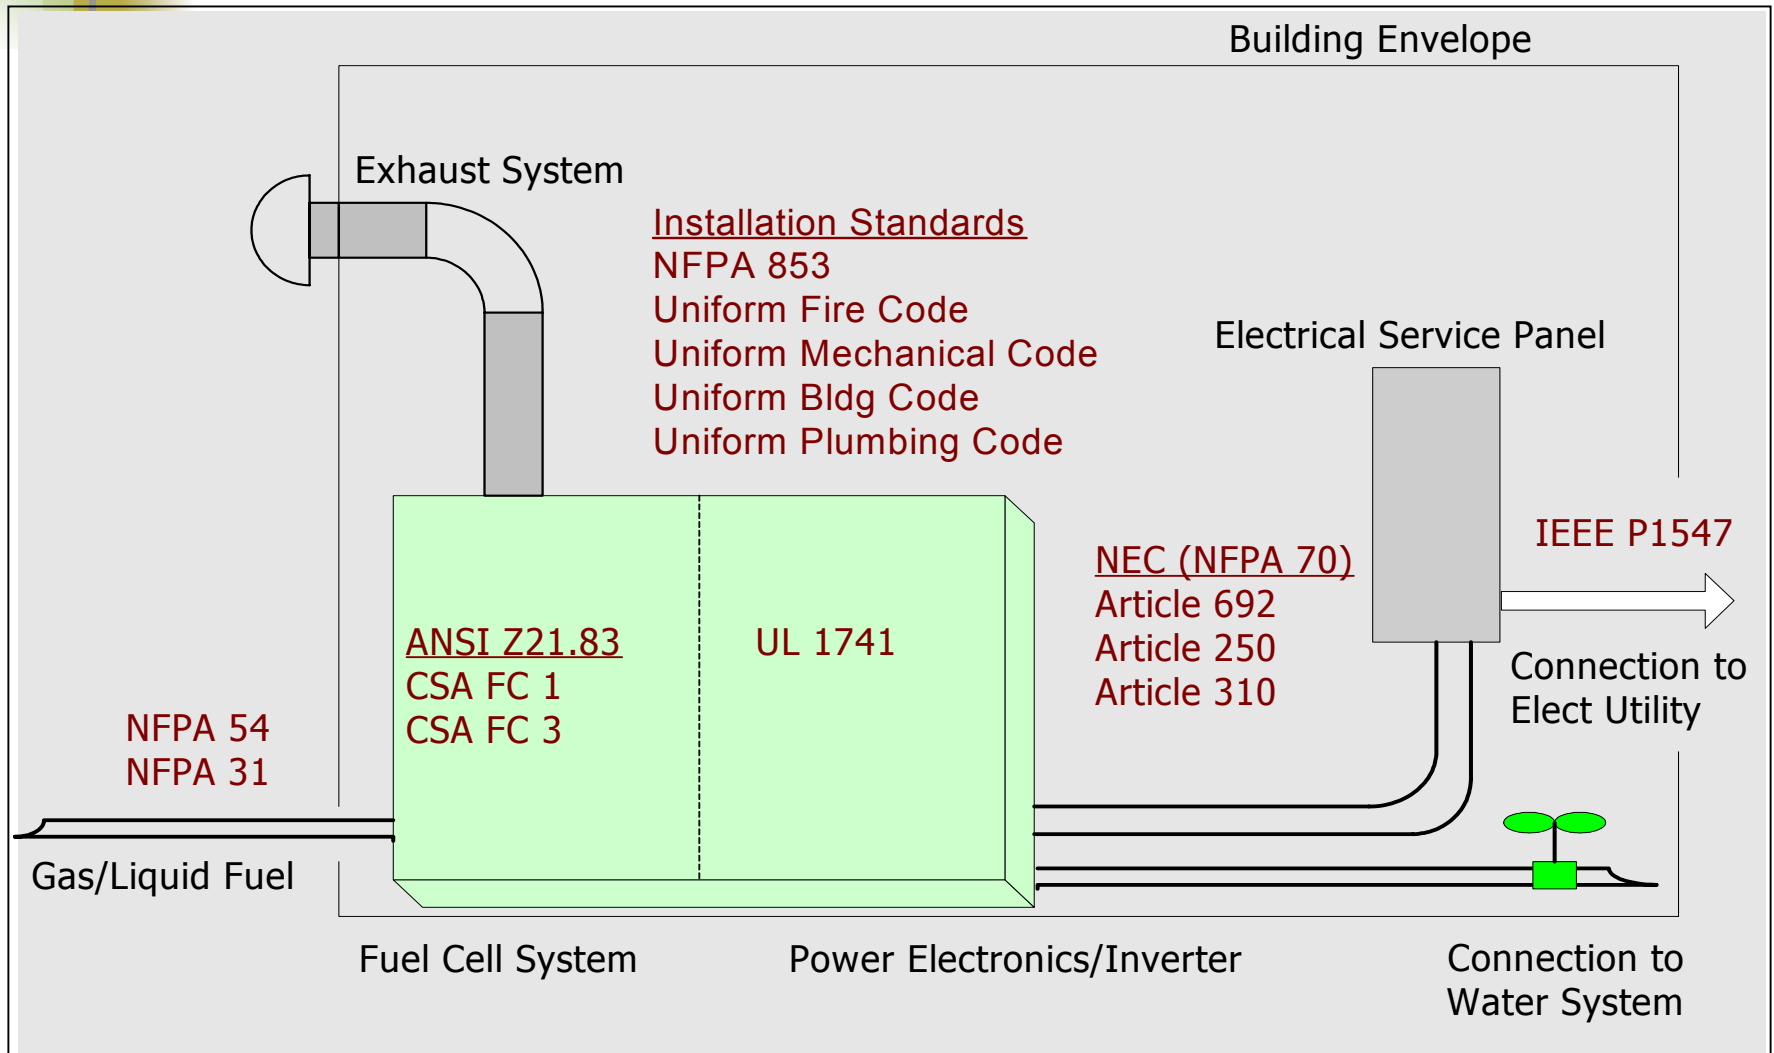 Building Envelope
Exhaust System
Installation Standards
NFPA 853
Uniform Fire Code
Uniform Mechanical Code
Uniform Bldg Code
Uniform Plumbing Code
Electrical Service Panel
IEEE P1547
NEC (NFPA 70)
Article 692
Article 250
Article 310
ANSI Z21.83
CSA FC 1
CSA FC 3
UL 1741
Connection to
Elect Utility
NFPA 54
NFPA 31
Gas/Liquid Fuel
Fuel Cell System
Power Electronics/Inverter
Connection to
Water System